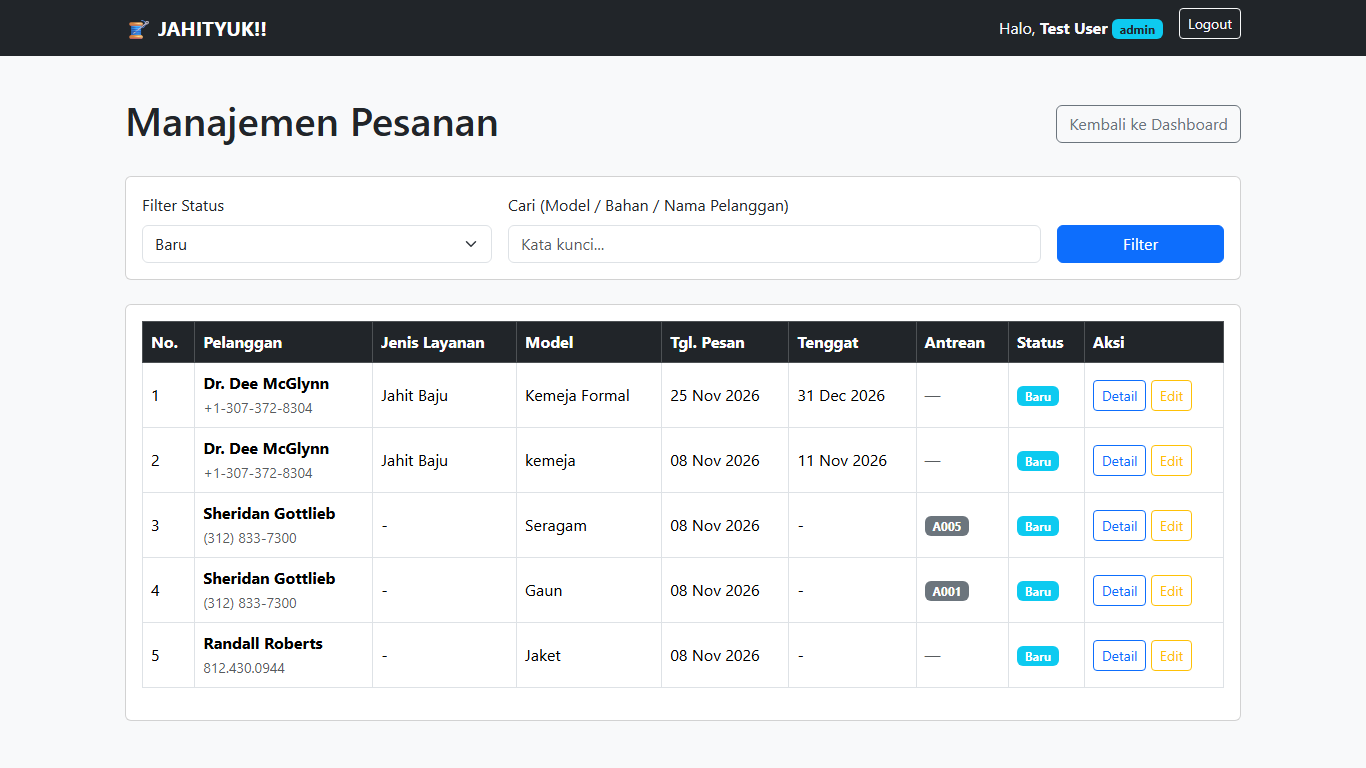 JAHITYUK!!
Halo, Test User admin
Logout
Manajemen Pesanan
Kembali ke Dashboard
Filter Status
Cari (Model / Bahan / Nama Pelanggan)
Baru
Kata kunci...
Filter
No. Pelanggan Jenis Layanan Model Tgl. Pesan Tenggat Antrean Status Aksi
1 Dr. Dee McGlynn Jahit Baju Kemeja Formal 25 Nov 2026 31 Dec 2026 — Baru Detail Edit
+1-307-372-8304
2 Dr. Dee McGlynn Jahit Baju kemeja 08 Nov 2026 11 Nov 2026 — Baru Detail Edit
+1-307-372-8304
3 Sheridan Gottlieb - Seragam 08 Nov 2026 - A005 Baru Detail Edit
(312) 833-7300
4 Sheridan Gottlieb - Gaun 08 Nov 2026 - A001 Baru Detail Edit
(312) 833-7300
5 Randall Roberts - Jaket 08 Nov 2026 - — Baru Detail Edit
812.430.0944